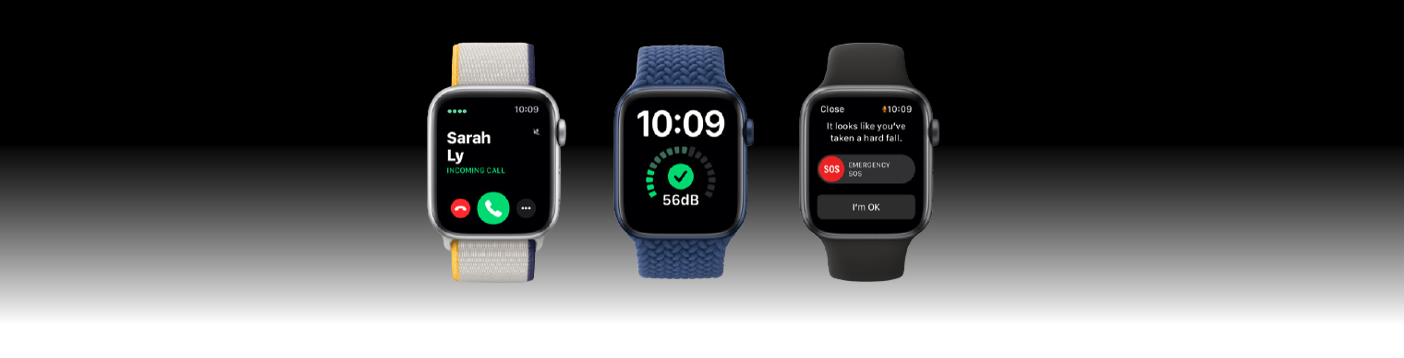 10:09
Sarah
Ly
INCOMING CALL
10:09
56dB
Close 10:09
It looks like you've
taken a hard fall.
SOS EMERGENCY
SOS
I'm OK